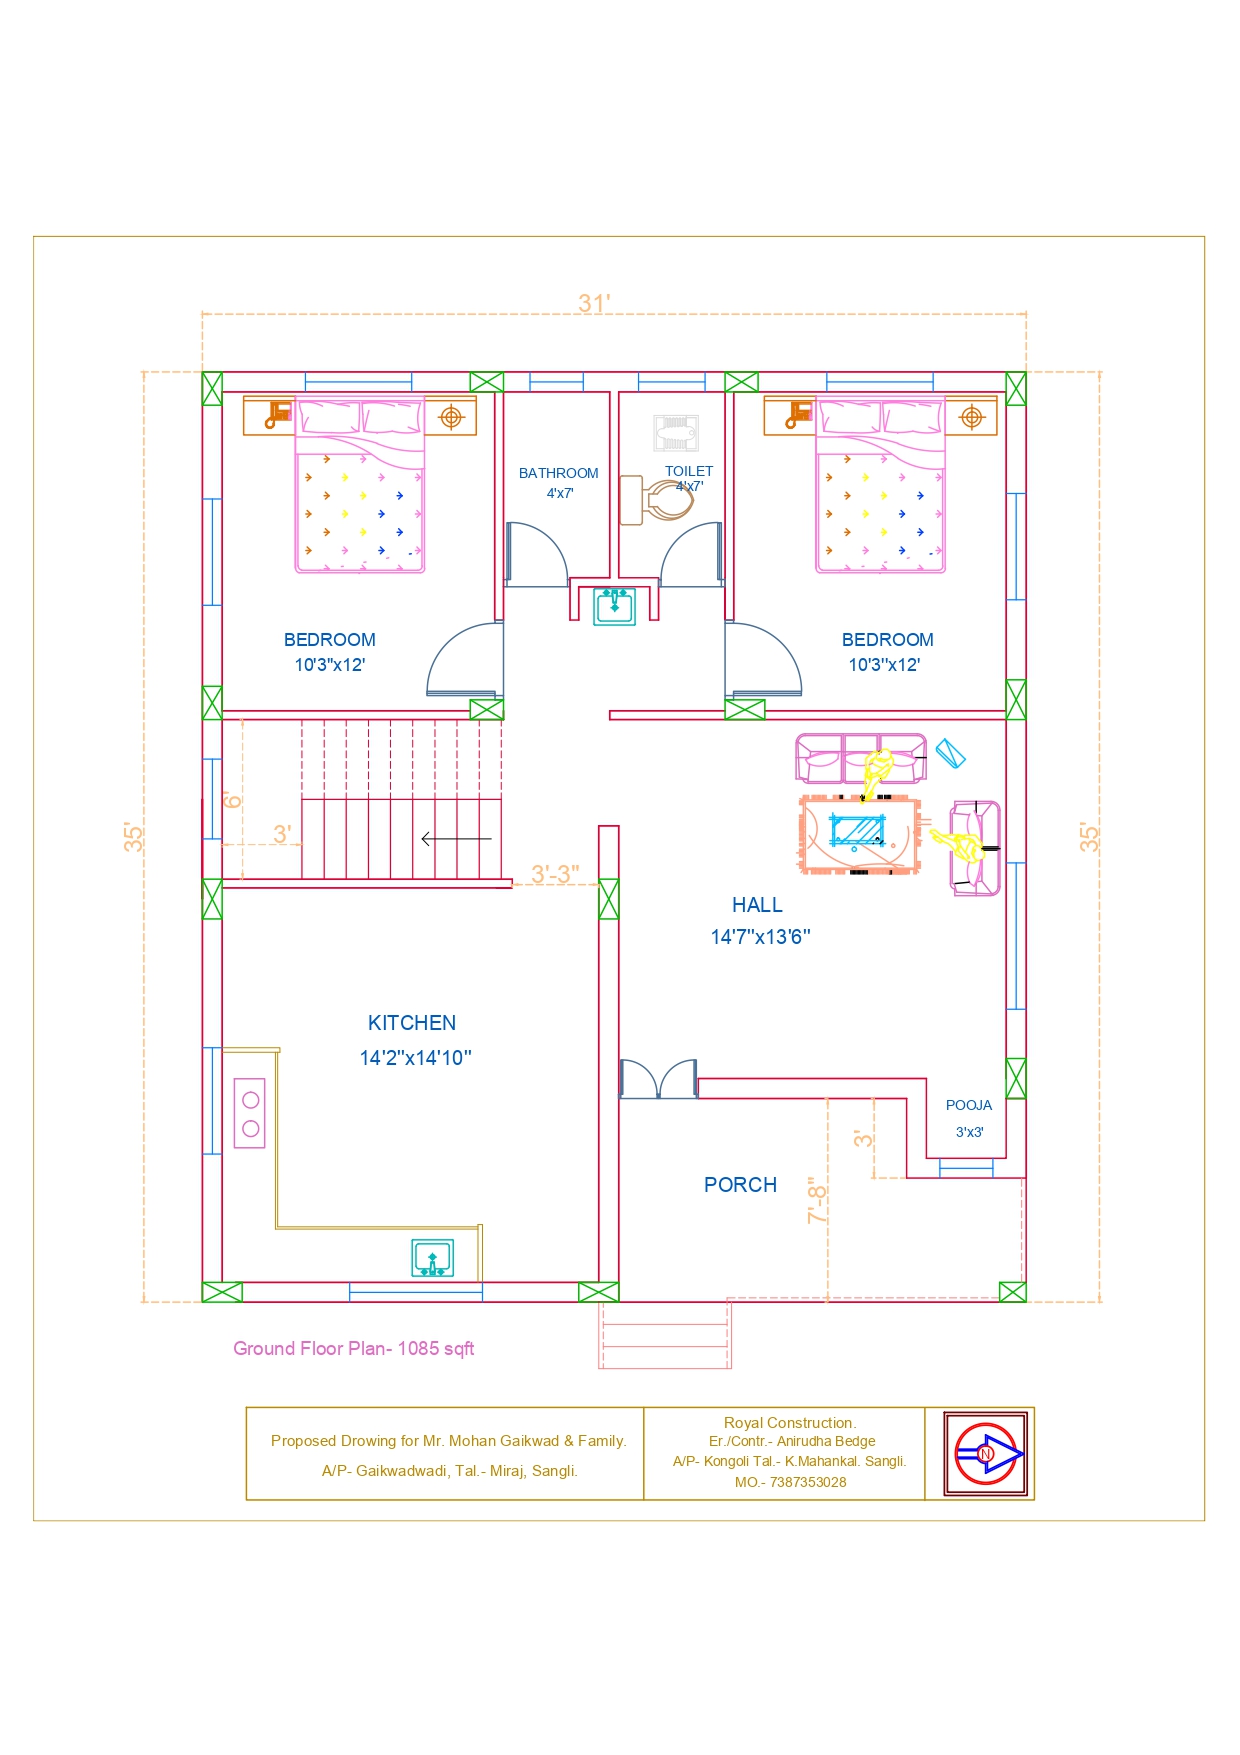 31'
BATHROOM
4'x7'
TOILET
4'x7'
BEDROOM
10'3"x12'
BEDROOM
10'3"x12'
35'
35'
6'
3'
3'-3"
HALL
14'7"x13'6"
KITCHEN
14'2"x14'10"
POOJA
3'x3'
3'
PORCH
7'-8"
Ground Floor Plan- 1085 sqft
Proposed Drowing for Mr. Mohan Gaikwad & Family.
A/P- Gaikwadwadi, Tal.- Miraj, Sangli.
Royal Construction.
Er./Contr.- Anirudha Bedge
A/P- Kongoli Tal.- K.Mahankal. Sangli.
MO.- 7387353028
N